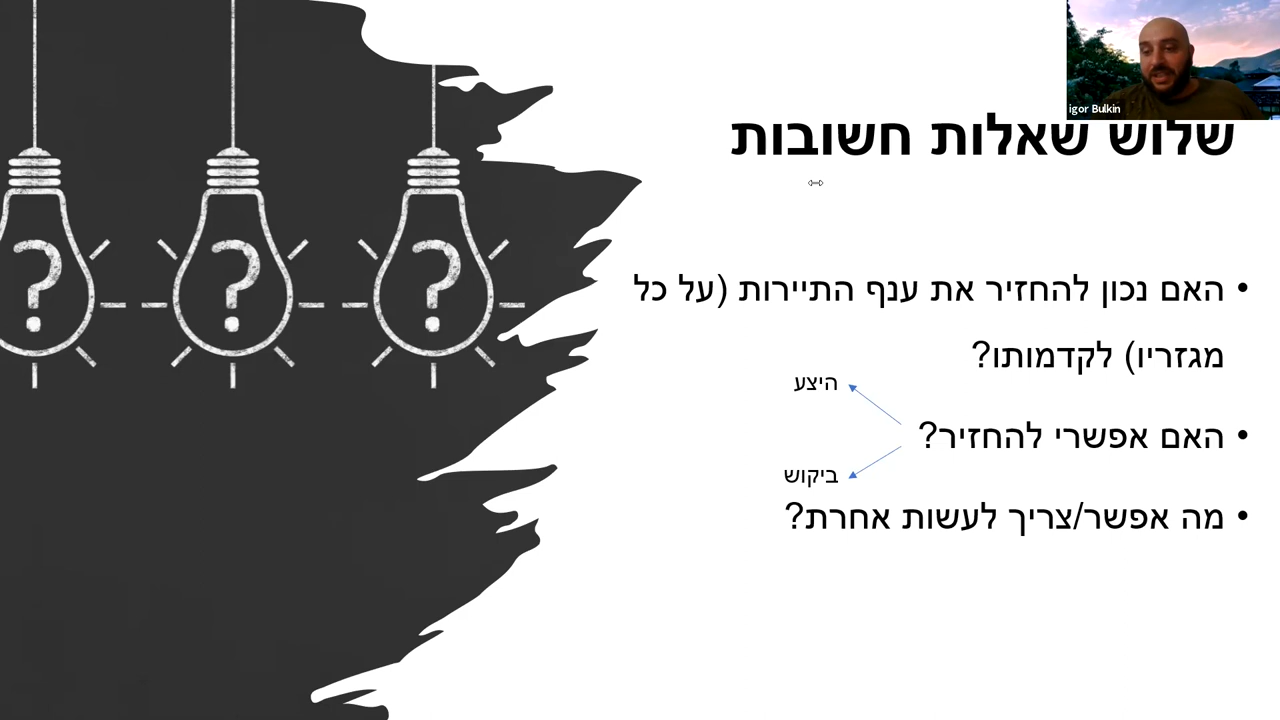 igor Bulkin
שלוש שאלות חשובות
• האם נכון להחזיר את ענף התיירות (על כל
מגזריו) לקדמותו?
היצע
• האם אפשרי להחזיר?
ביקוש
• מה אפשר/צריך לעשות אחרת?